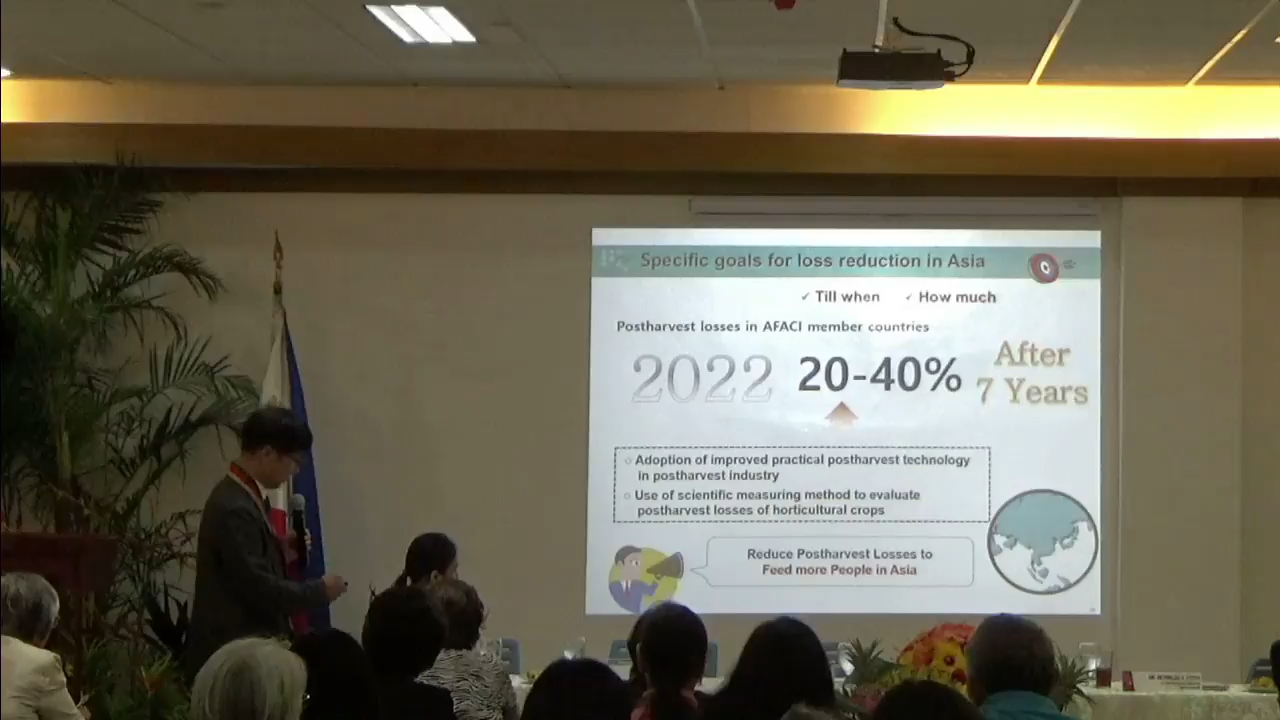 Specific goals for loss reduction in Asia
✓ Till when ✓ How much
Postharvest losses in AFACI member countries
2022 20-40% After
7 Years
○ Adoption of improved practical postharvest technology
in postharvest industry
○ Use of scientific measuring method to evaluate
postharvest losses of horticultural crops
Reduce Postharvest Losses to
Feed more People in Asia